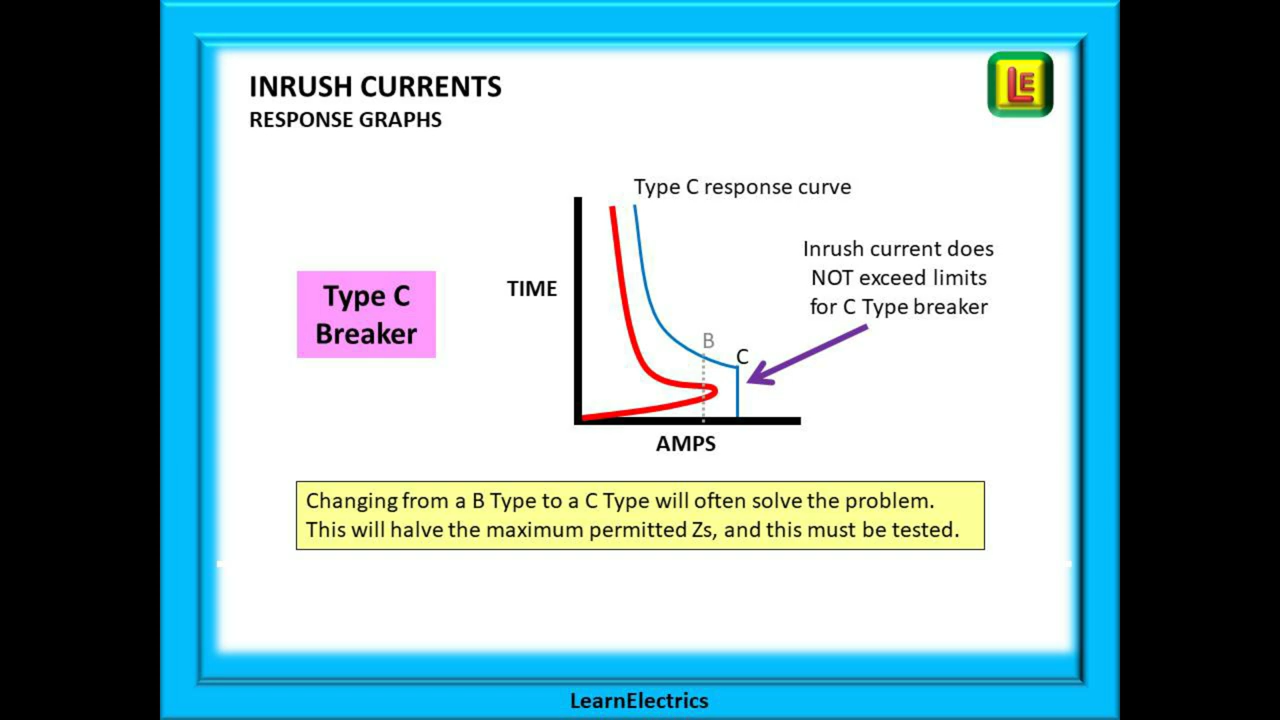 INRUSH CURRENTS
RESPONSE GRAPHS
LE
Type C response curve
Inrush current does
NOT exceed limits
for C Type breaker
TIME
Type C
Breaker
B
C
AMPS
Changing from a B Type to a C Type will often solve the problem.
This will halve the maximum permitted Zs, and this must be tested.
LearnElectrics